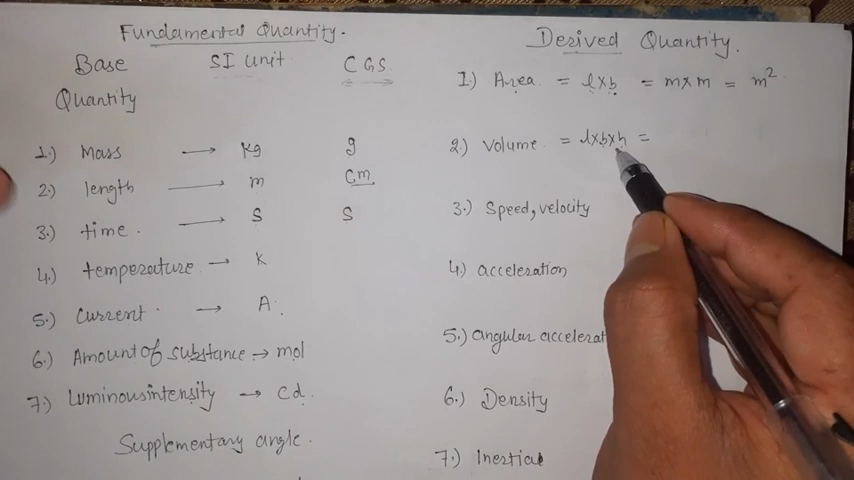 Fundamental Quantity.
Base Quantity SI Unit CGS
1.) Mass → kg g
2.) length → m cm
3.) time. → S S
4.) temperature → K
5.) Current. → A.
6.) Amount of substance → mol
7.) Luminous intensity → Cd.
Supplementary angle.
Derived Quantity.
1.) Area = l×b = m×m = m²
2.) Volume = l×b×h =
3.) Speed, velocity
4.) acceleration
5.) angular accelerat
6.) Density
7.) Inertia